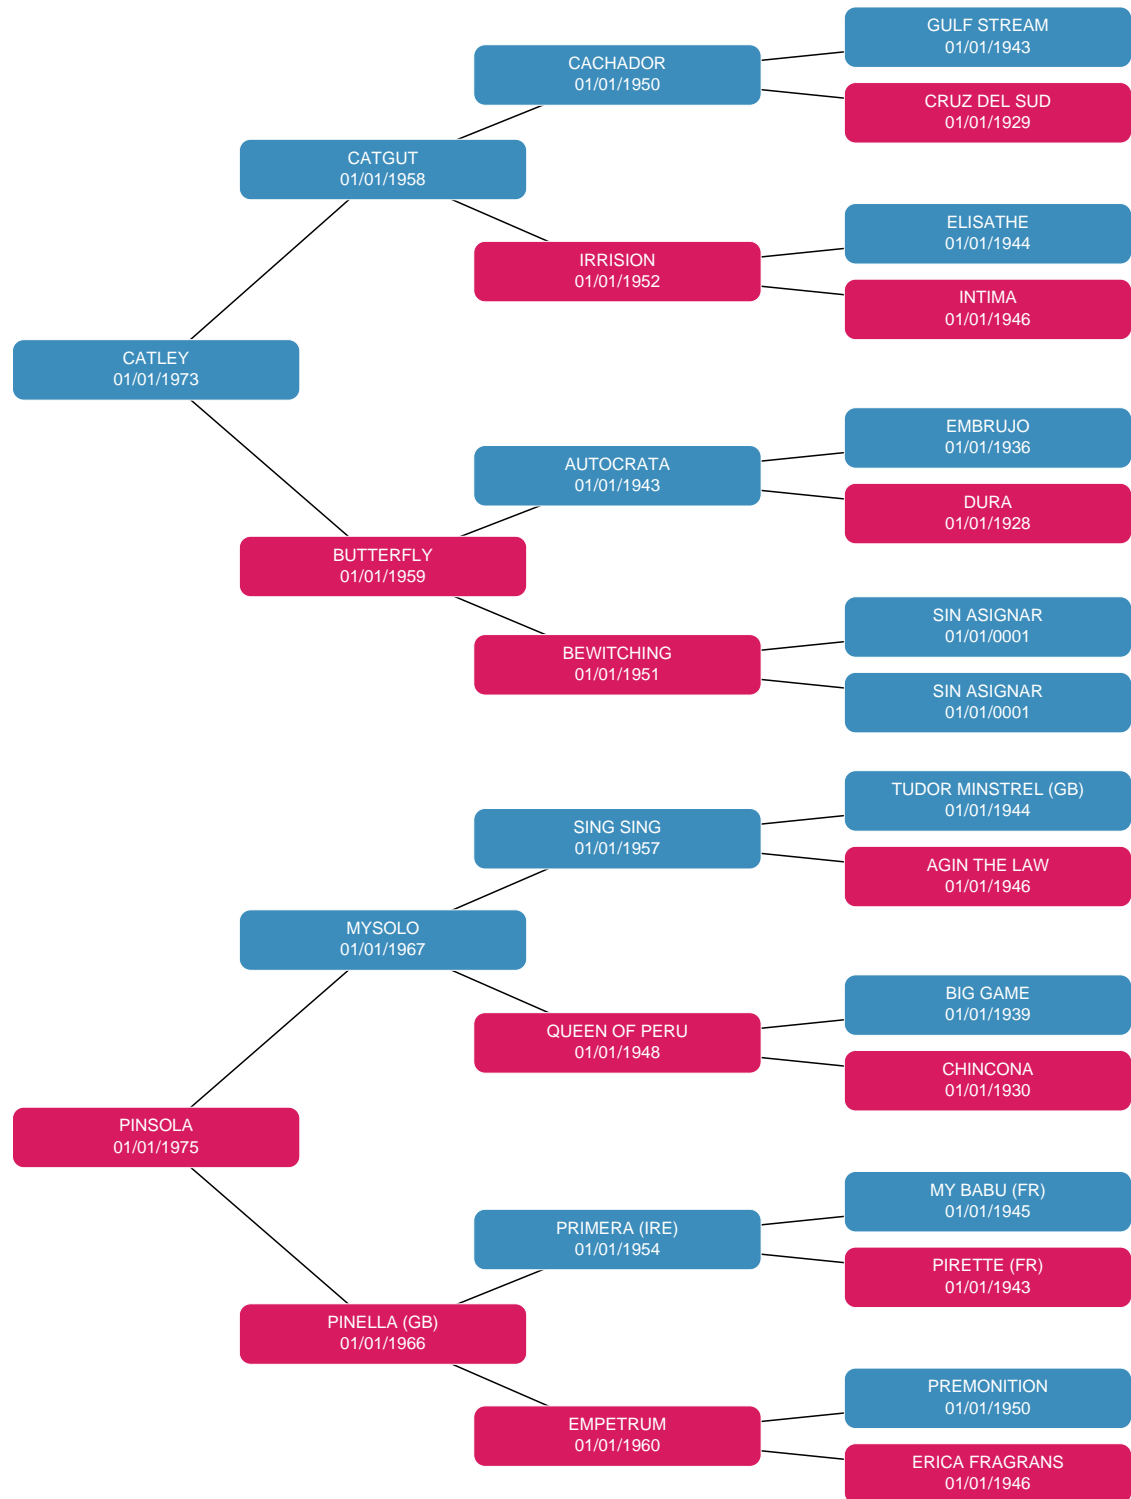 GULF STREAM
01/01/1943
CACHADOR
01/01/1950
CRUZ DEL SUD
01/01/1929
CATGUT
01/01/1958
ELISATHE
01/01/1944
IRRISION
01/01/1952
INTIMA
01/01/1946
CATLEY
01/01/1973
EMBRUJO
01/01/1936
AUTOCRATA
01/01/1943
DURA
01/01/1928
BUTTERFLY
01/01/1959
SIN ASIGNAR
01/01/0001
BEWITCHING
01/01/1951
SIN ASIGNAR
01/01/0001
TUDOR MINSTREL (GB)
01/01/1944
SING SING
01/01/1957
AGIN THE LAW
01/01/1946
MYSOLO
01/01/1967
BIG GAME
01/01/1939
QUEEN OF PERU
01/01/1948
CHINCONA
01/01/1930
PINSOLA
01/01/1975
MY BABU (FR)
01/01/1945
PRIMERA (IRE)
01/01/1954
PIRETTE (FR)
01/01/1943
PINELLA (GB)
01/01/1966
PREMONITION
01/01/1950
EMPETRUM
01/01/1960
ERICA FRAGRANS
01/01/1946